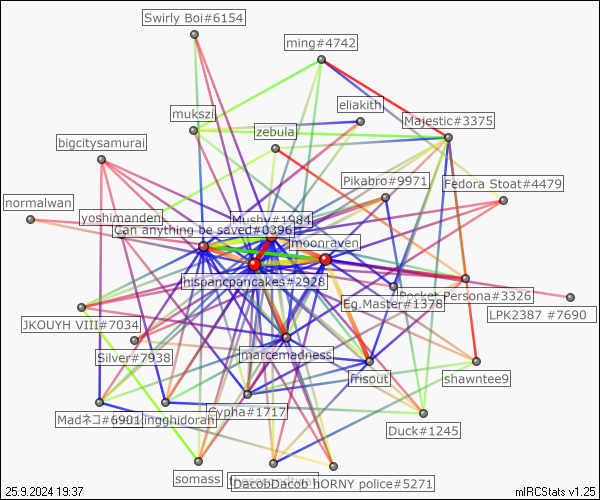 Swirly Boi#6154
ming#4742
eliakith
mukszi
zebula
Majestic#3375
bigcitysamurai
Pikabro#9971
Fedora Stoat#4479
normalwan
yoshimanden
Mushy#1984
Can anything be saved#0396
moonraven
hispancpancakes#2928
Pocket Persona#3326
Eg.Master#1378
LPK2387 #7690
JKOUYH VIII#7034
Silver#7938
marcemadness
frisout
shawntee9
Madネコ#6901
kingghidorah
Cypha#1717
Duck#1245
somass
DacobDacob
hORNY police#5271
25.9.2024 19:37
mIRCStats v1.25